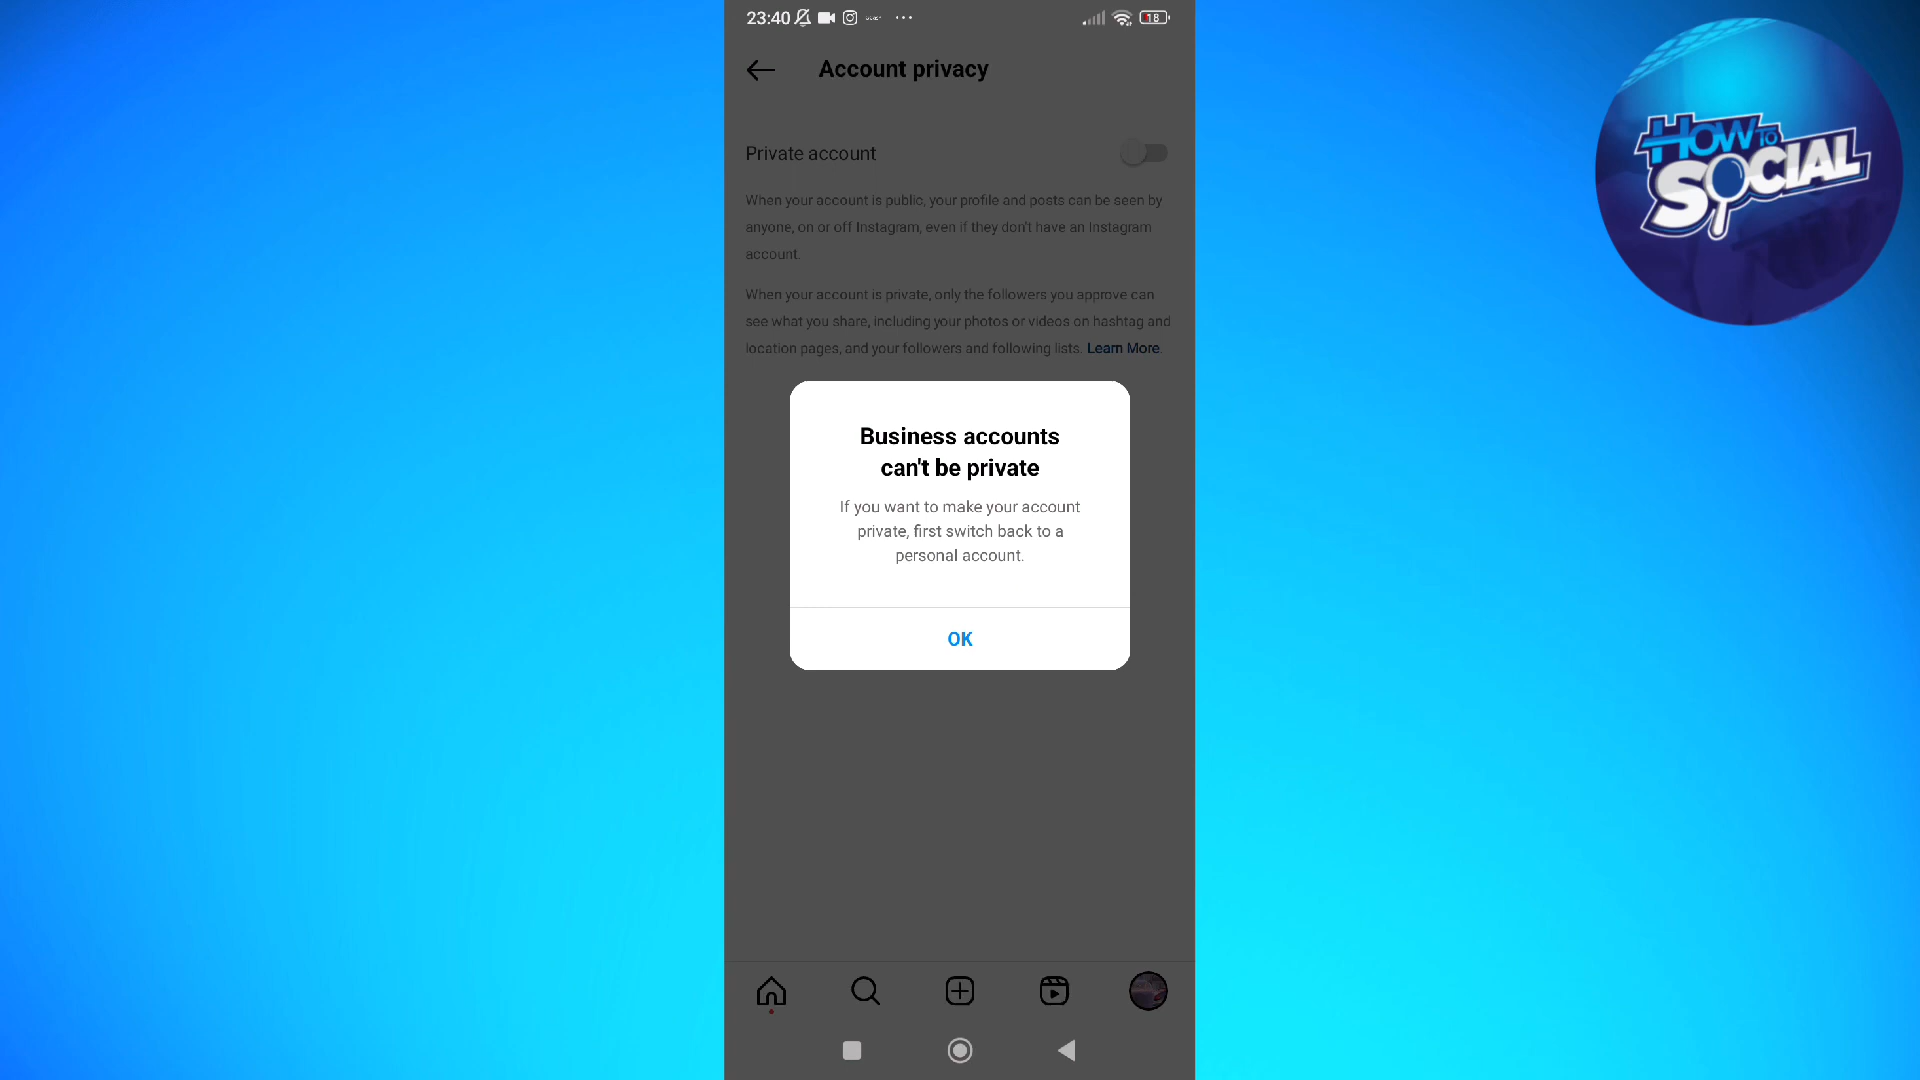 23:40
18
Account privacy
Private account
When your account is public, your profile and posts can be seen by
anyone, on or off Instagram, even if they don't have an Instagram
account.
When your account is private, only the followers you approve can
see what you share, including your photos or videos on hashtag and
location pages, and your followers and following lists. Learn More.
Business accounts
can't be private
If you want to make your account
private, first switch back to a
personal account.
OK
HOW TO
SOCIAL